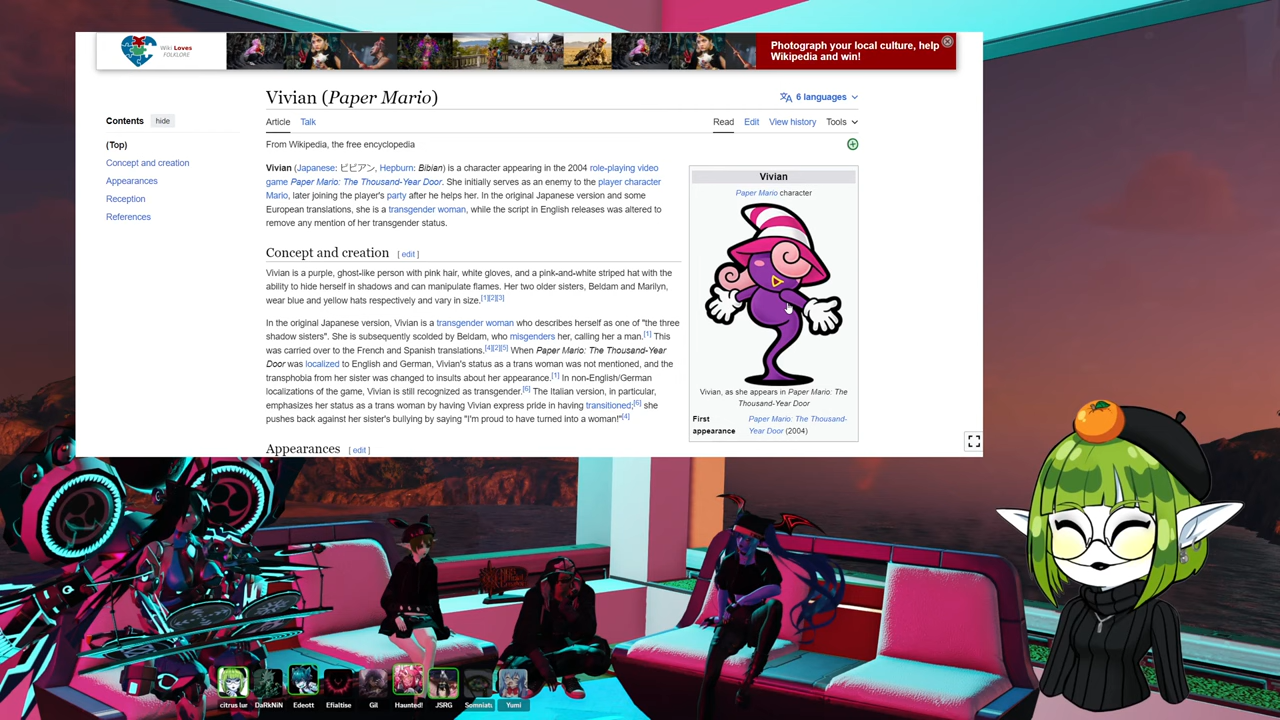 Wiki Loves
FOLKLORE
Photograph your local culture, help
Wikipedia and win!
Vivian (Paper Mario)
6 languages
Contents hide
(Top)
Concept and creation
Appearances
Reception
References
Article Talk
Read Edit View history Tools
From Wikipedia, the free encyclopedia
Vivian (Japanese: ビビアン, Hepburn: Bibian) is a character appearing in the 2004 role-playing video
game Paper Mario: The Thousand-Year Door. She initially serves as an enemy to the player character
Mario, later joining the player's party after he helps her. In the original Japanese version and some
European translations, she is a transgender woman, while the script in English releases was altered to
remove any mention of her transgender status.
Concept and creation [ edit ]
Vivian is a purple, ghost-like person with pink hair, white gloves, and a pink-and-white striped hat with the
ability to hide herself in shadows and can manipulate flames. Her two older sisters, Beldam and Marilyn,
wear blue and yellow hats respectively and vary in size.[1][2][3]
In the original Japanese version, Vivian is a transgender woman who describes herself as one of "the three
shadow sisters". She is subsequently scolded by Beldam, who misgenders her, calling her a man.[1] This
was carried over to the French and Spanish translations.[4][2][5] When Paper Mario: The Thousand-Year
Door was localized to English and German, Vivian's status as a trans woman was not mentioned, and the
transphobia from her sister was changed to insults about her appearance.[1] In non-English/German
localizations of the game, Vivian is still recognized as transgender.[6] The Italian version, in particular,
emphasizes her status as a trans woman by having Vivian express pride in having transitioned;[6] she
pushes back against her sister's bullying by saying "I'm proud to have turned into a woman!"[4]
Appearances [ edit ]
Vivian
Paper Mario character
Vivian, as she appears in Paper Mario: The
Thousand-Year Door
First appearance
Paper Mario: The Thousand-
Year Door (2004)
citrus lur
DaRkNiN
Edeott
Efialtise
Gil
Haunted!
JSRG
Somniati
Yumi